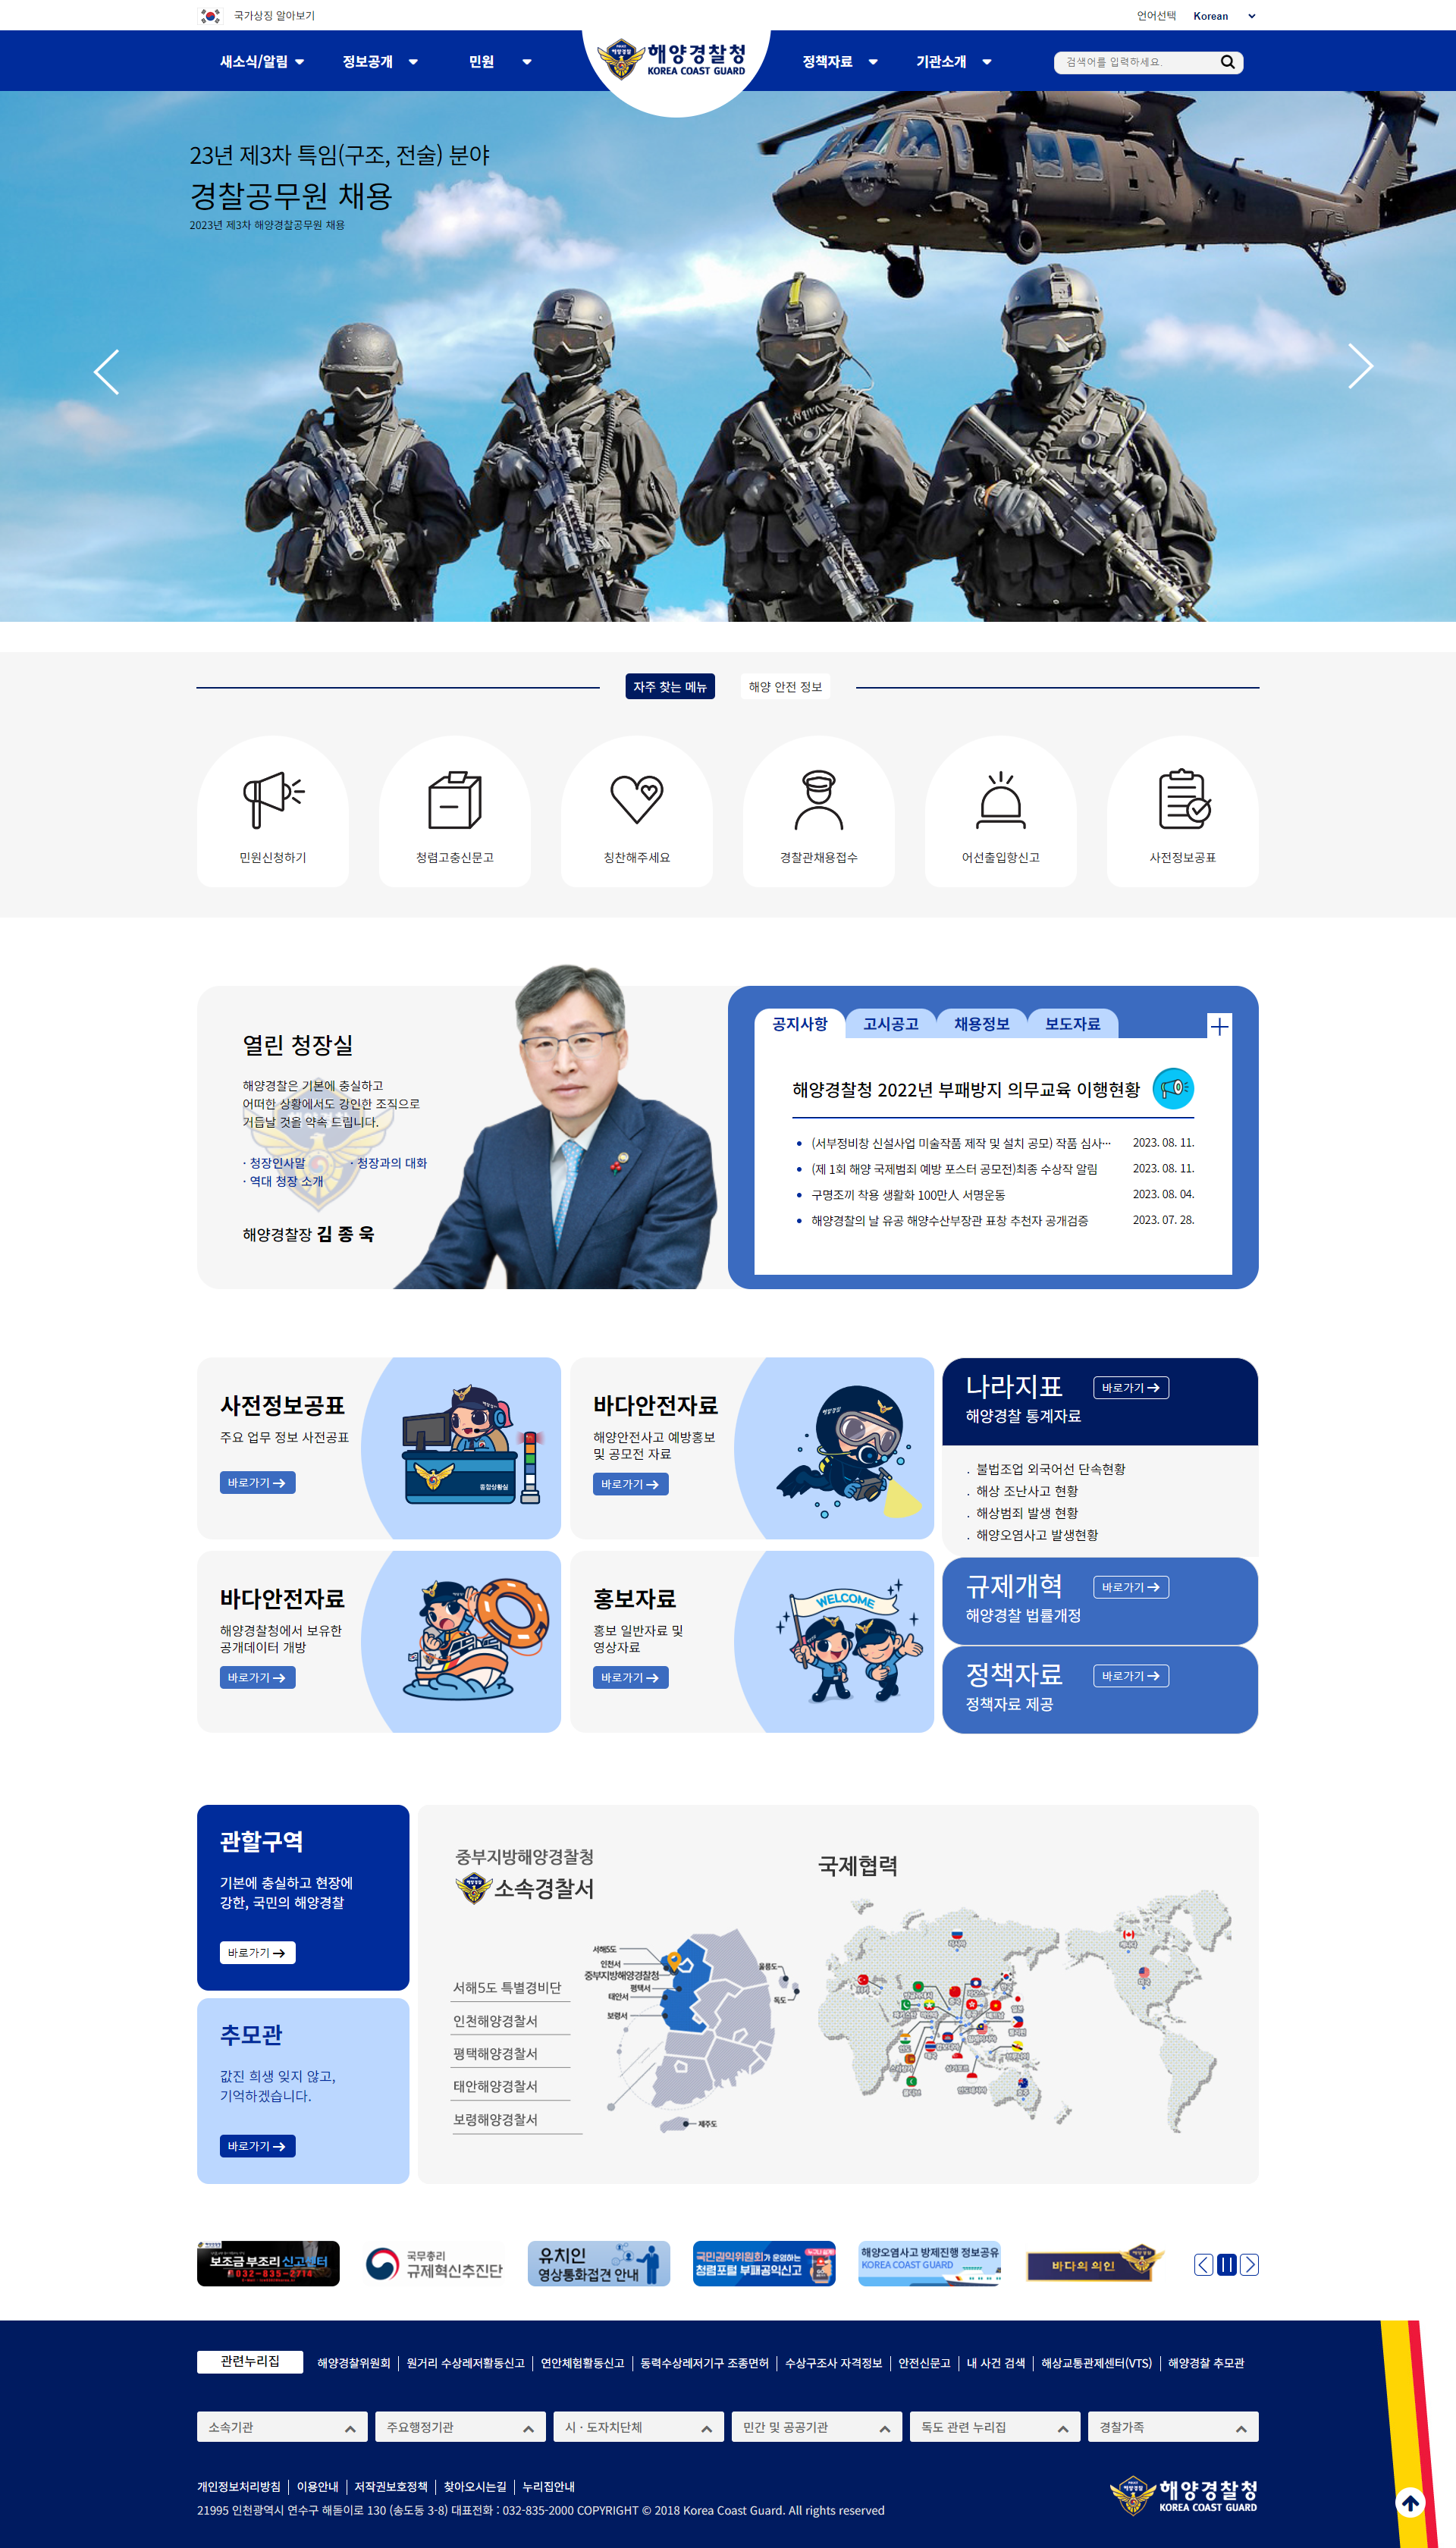 국가상징 알아보기
언어선택 Korean
새소식/알림 정보공개 민원 해양경찰청 KOREA COAST GUARD 정책자료 기관소개 검색어를 입력하세요.
23년 제3차 특임(구조, 전술) 분야
경찰공무원 채용
2023년 제3차 해양경찰공무원 채용
자주 찾는 메뉴 해양 안전 정보
민원신청하기 청렴고충신문고 칭찬해주세요 경찰관채용접수 어선출입항신고 사전정보공표
열린 청장실
해양경찰은 기본에 충실하고
어떠한 상황에서도 강인한 조직으로
거듭날 것을 약속 드립니다.
· 청장인사말 · 청장과의 대화
· 역대 청장 소개
해양경찰장 김 종 욱
공지사항 고시공고 채용정보 보도자료
해양경찰청 2022년 부패방지 의무교육 이행현황
(서부정비창 신설사업 미술작품 제작 및 설치 공모) 작품 심사··· 2023. 08. 11.
(제 1회 해양 국제범죄 예방 포스터 공모전)최종 수상작 알림 2023. 08. 11.
구명조끼 착용 생활화 100만人 서명운동 2023. 08. 04.
해양경찰의 날 유공 해양수산부장관 표창 추천자 공개검증 2023. 07. 28.
사전정보공표
주요 업무 정보 사전공표
바로가기
종합상황실
바다안전자료
해양안전사고 예방홍보
및 공모전 자료
바로가기
나라지표 바로가기
해양경찰 통계자료
. 불법조업 외국어선 단속현황
. 해상 조난사고 현황
. 해상범죄 발생 현황
. 해양오염사고 발생현황
바다안전자료
해양경찰청에서 보유한
공개데이터 개방
바로가기
홍보자료
홍보 일반자료 및
영상자료
바로가기
WELCOME
규제개혁 바로가기
해양경찰 법률개정
정책자료 바로가기
정책자료 제공
관할구역
기본에 충실하고 현장에
강한, 국민의 해양경찰
바로가기
추모관
값진 희생 잊지 않고,
기억하겠습니다.
바로가기
중부지방해양경찰청
소속경찰서
서해5도 특별경비단
인천해양경찰서
평택해양경찰서
태안해양경찰서
보령해양경찰서
서해5도
인천서
중부지방해양경찰청
평택서
태안서
보령서
울릉도
독도
제주도
국제협력
보조금 부조리 신고센터
032-835-2714
국무총리
규제혁신추진단
유치인
영상통화접견 안내
국민권익위원회가 운영하는
청렴포털 부패공익신고
해양오염사고 방제진행 정보공유
KOREA COAST GUARD
바다의 의인
관련누리집 해양경찰위원회 원거리 수상레저활동신고 연안체험활동신고 동력수상레저기구 조종면허 수상구조사 자격정보 안전신문고 내 사건 검색 해상교통관제센터(VTS) 해양경찰 추모관
소속기관 주요행정기관 시 · 도자치단체 민간 및 공공기관 독도 관련 누리집 경찰가족
개인정보처리방침 이용안내 저작권보호정책 찾아오시는길 누리집안내
21995 인천광역시 연수구 해돋이로 130 (송도동 3-8) 대표전화 : 032-835-2000 COPYRIGHT © 2018 Korea Coast Guard. All rights reserved
해양경찰청
KOREA COAST GUARD